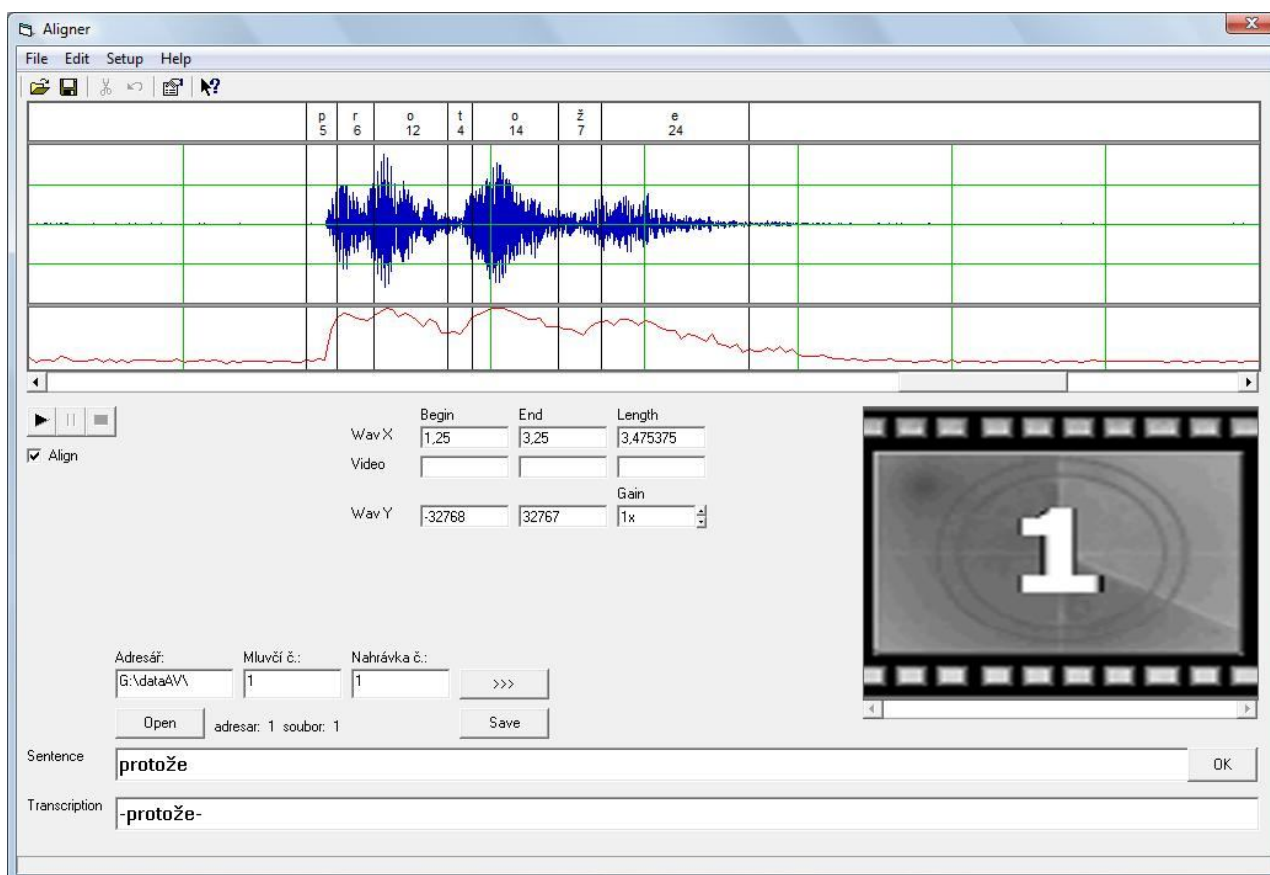 Aligner
File Edit Setup Help
p r o t o ž e
5 6 12 4 14 7 24
Begin End Length
Wav X 1,25 3,25 3,475375
Align
Video
Gain
Wav Y -32768 32767 1x
1
Adresář: Mluvčí č.: Nahrávka č.:
G:\dataAV\ 1 1 >>>
Open adresar: 1 soubor: 1 Save
Sentence protože OK
Transcription -protože-